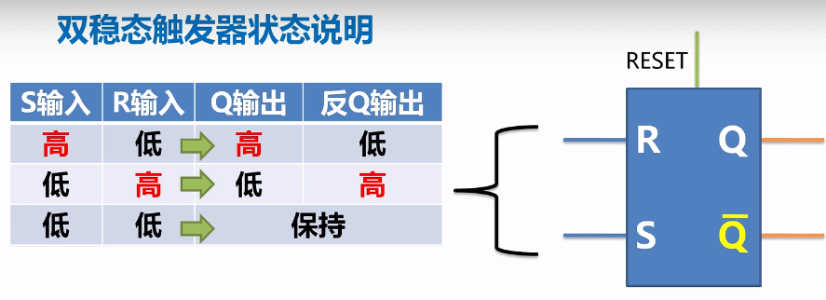 双稳态触发器状态说明
S输入 R输入 Q输出 反Q输出
高 低 高 低
低 高 低 高
低 低 保持
RESET
R Q
S Q̅